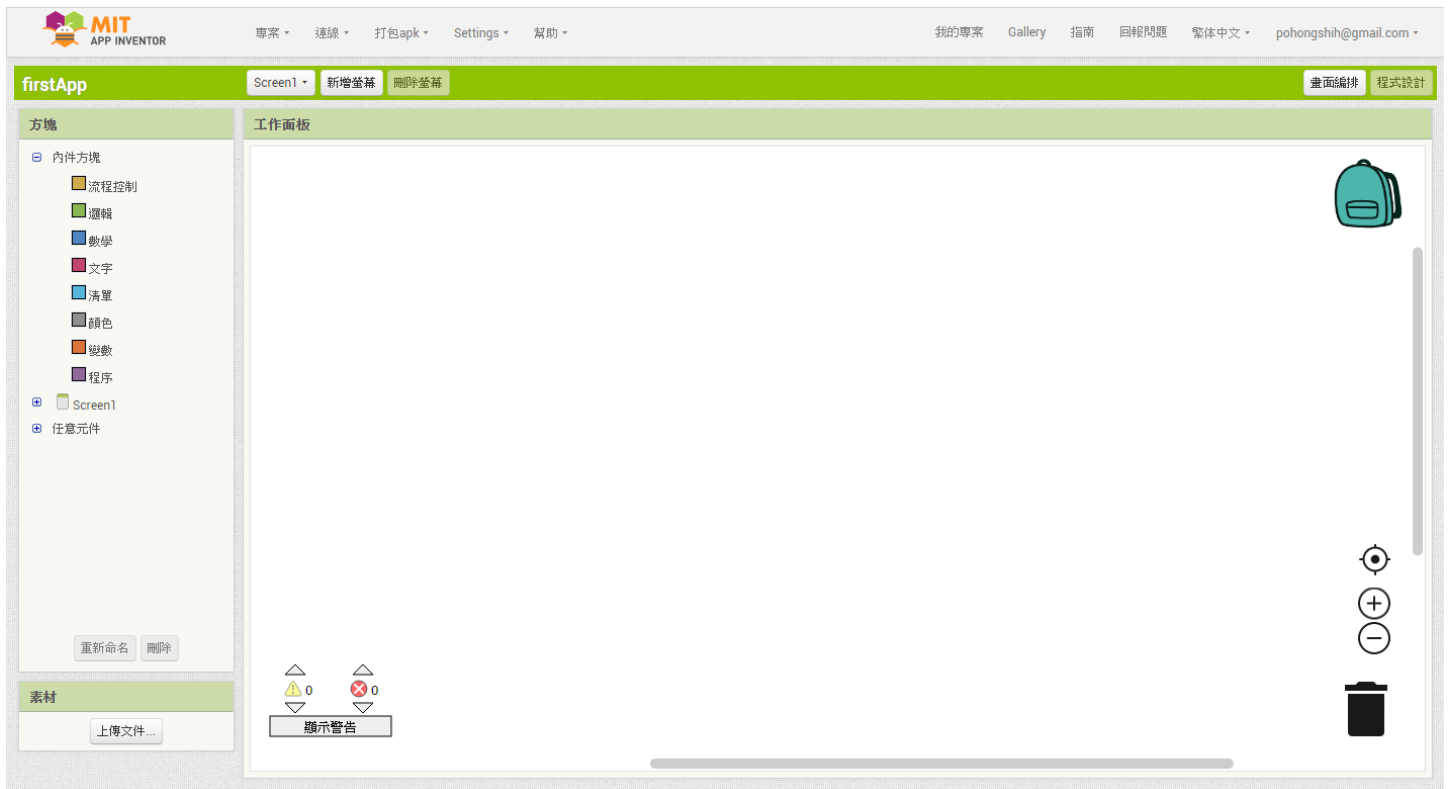 MIT
APP INVENTOR
專案 連線 打包apk Settings 幫助 我的專案 Gallery 指南 回報問題 繁体中文 pohongshih@gmail.com
firstApp Screen1 新增螢幕 刪除螢幕 畫面編排 程式設計
方塊 工作面板
內件方塊
流程控制
邏輯
數學
文字
清單
顏色
變數
程序
Screen1
任意元件
重新命名 刪除
素材
上傳文件...
0 0
顯示警告